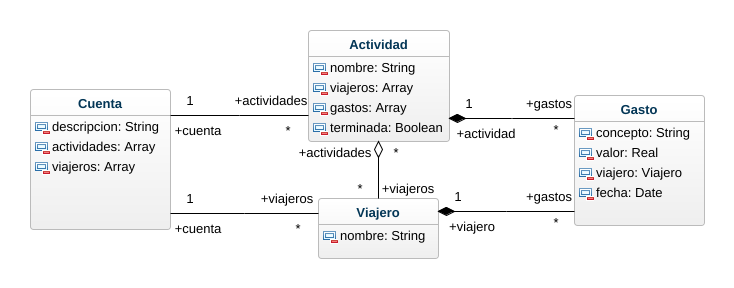 Actividad
nombre: String
viajeros: Array
gastos: Array
terminada: Boolean
Cuenta
descripcion: String
actividades: Array
viajeros: Array
Gasto
concepto: String
valor: Real
viajero: Viajero
fecha: Date
Viajero
nombre: String
1
+actividades
+cuenta
*
1
+gastos
+actividad
*
+actividades
*
*
+viajeros
1
+viajeros
+cuenta
*
1
+gastos
+viajero
*